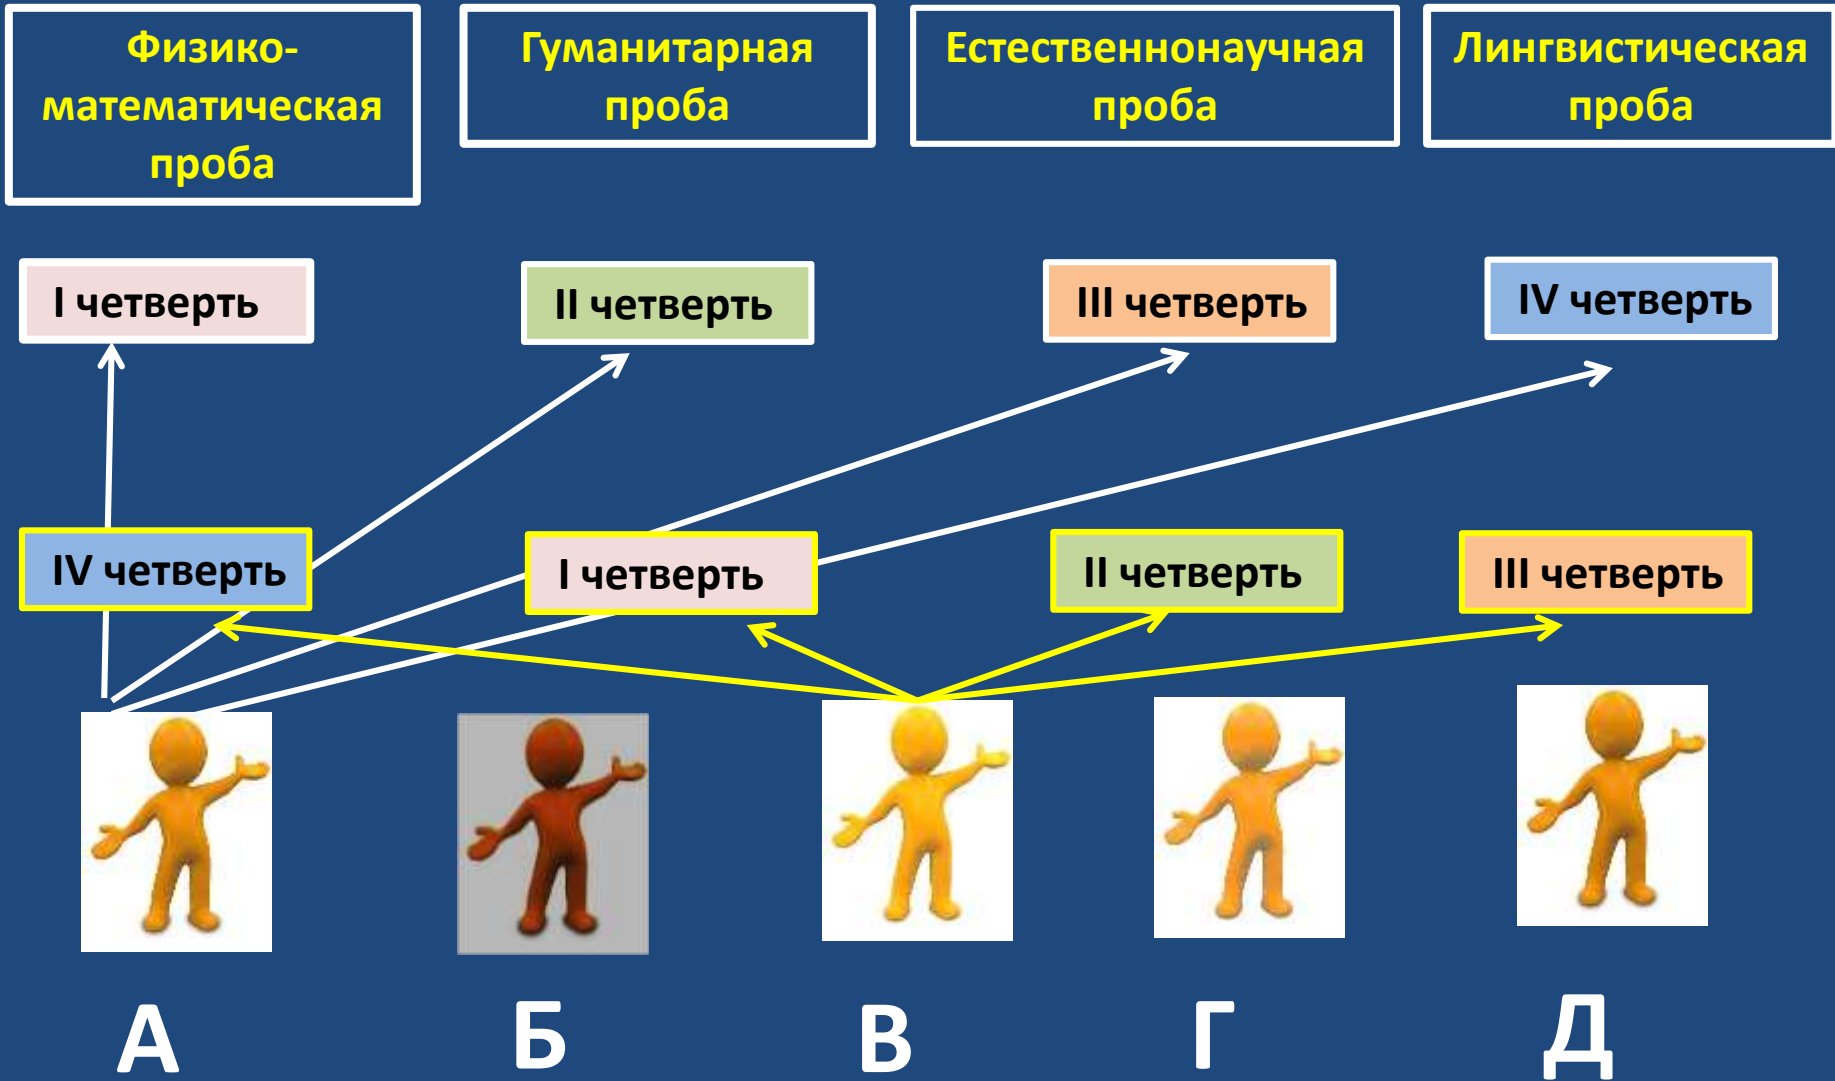 Физико-
математическая
проба
Гуманитарная
проба
Естественнонаучная
проба
Лингвистическая
проба
I четверть
II четверть
III четверть
IV четверть
IV четверть
I четверть
II четверть
III четверть
А
Б
В
Г
Д